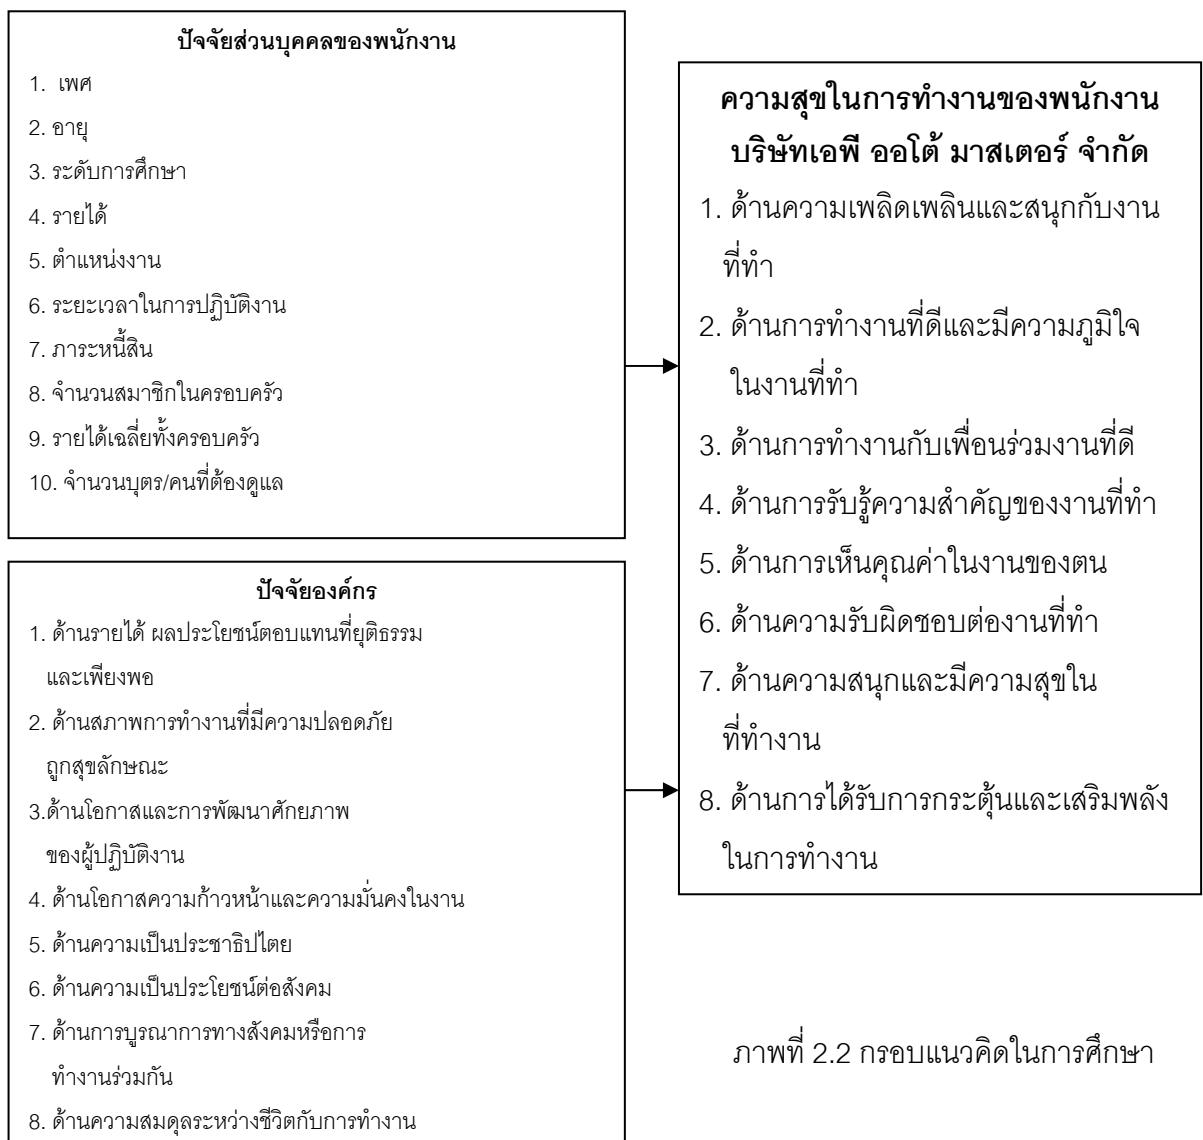 ปัจจัยส่วนบุคคลของพนักงาน
1. เพศ
2. อายุ
3. ระดับการศึกษา
4. รายได้
5. ตำแหน่งงาน
6. ระยะเวลาในการปฏิบัติงาน
7. ภาระหนี้สิน
8. จำนวนสมาชิกในครอบครัว
9. รายได้เฉลี่ยทั้งครอบครัว
10. จำนวนบุตร/คนที่ต้องดูแล
ปัจจัยองค์กร
1. ด้านรายได้ ผลประโยชน์ตอบแทนที่ยุติธรรม
และเพียงพอ
2. ด้านสภาพการทำงานที่มีความปลอดภัย
ถูกสุขลักษณะ
3.ด้านโอกาสและการพัฒนาศักยภาพ
ของผู้ปฏิบัติงาน
4. ด้านโอกาสความก้าวหน้าและความมั่นคงในงาน
5. ด้านความเป็นประชาธิปไตย
6. ด้านความเป็นประโยชน์ต่อสังคม
7. ด้านการบูรณาการทางสังคมหรือการ
ทำงานร่วมกัน
8. ด้านความสมดุลระหว่างชีวิตกับการทำงาน
ความสุขในการทำงานของพนักงาน
บริษัทเอพี ออโต้ มาสเตอร์ จำกัด
1. ด้านความเพลิดเพลินและสนุกกับงาน
ที่ทำ
2. ด้านการทำงานที่ดีและมีความภูมิใจ
ในงานที่ทำ
3. ด้านการทำงานกับเพื่อนร่วมงานที่ดี
4. ด้านการรับรู้ความสำคัญของงานที่ทำ
5. ด้านการเห็นคุณค่าในงานของตน
6. ด้านความรับผิดชอบต่องานที่ทำ
7. ด้านความสนุกและมีความสุขใน
ที่ทำงาน
8. ด้านการได้รับการกระตุ้นและเสริมพลัง
ในการทำงาน
ภาพที่ 2.2 กรอบแนวคิดในการศึกษา